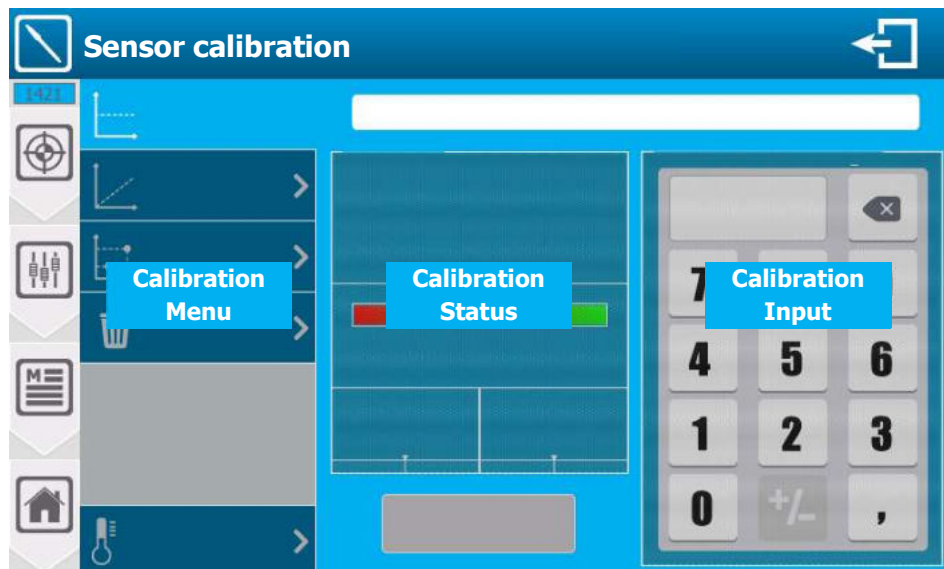 Sensor calibration
1421
Calibration
Menu
Calibration
Status
7
Calibration
Input
4 5 6
M
1 2 3
0 +/- ,